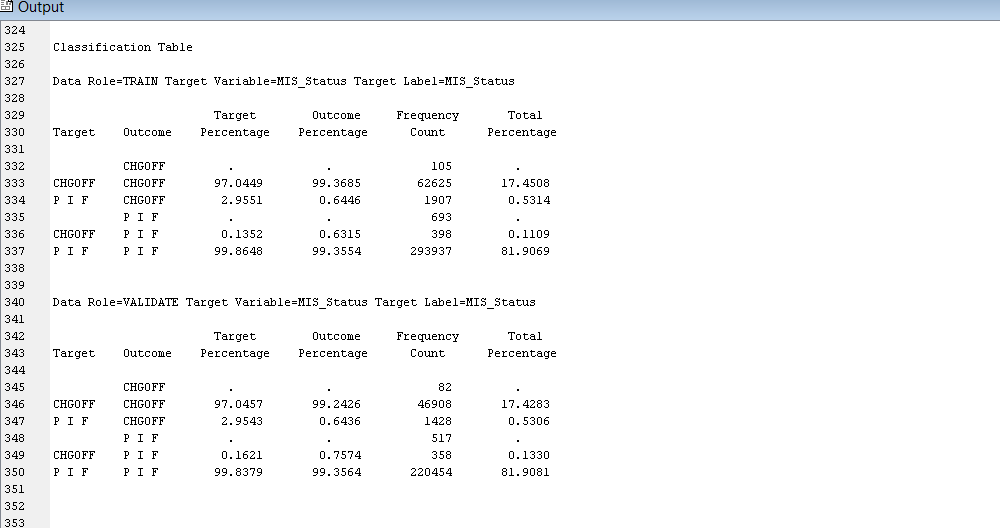 Output
324
325 Classification Table
326
327 Data Role=TRAIN Target Variable=MIS_Status Target Label=MIS_Status
328
329 Target Outcome Frequency Total
330 Target Outcome Percentage Percentage Count Percentage
331
332 CHGOFF . . 105 .
333 CHGOFF CHGOFF 97.0449 99.3685 62625 17.4508
334 P I F CHGOFF 2.9551 0.6446 1907 0.5314
335 P I F . . 693 .
336 CHGOFF P I F 0.1352 0.6315 398 0.1109
337 P I F P I F 99.8648 99.3554 293937 81.9069
338
339
340 Data Role=VALIDATE Target Variable=MIS_Status Target Label=MIS_Status
341
342 Target Outcome Frequency Total
343 Target Outcome Percentage Percentage Count Percentage
344
345 CHGOFF . . 82 .
346 CHGOFF CHGOFF 97.0457 99.2426 46908 17.4283
347 P I F CHGOFF 2.9543 0.6436 1428 0.5306
348 P I F . . 517 .
349 CHGOFF P I F 0.1621 0.7574 358 0.1330
350 P I F P I F 99.8379 99.3564 220454 81.9081
351
352
353